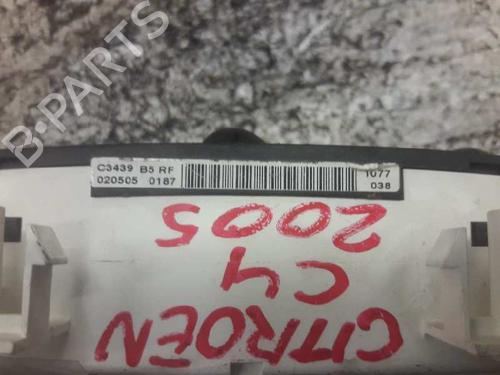 B-PARTS
C3439 B5 RF
020505 0187
1077
038
CITROEN
C4
2005